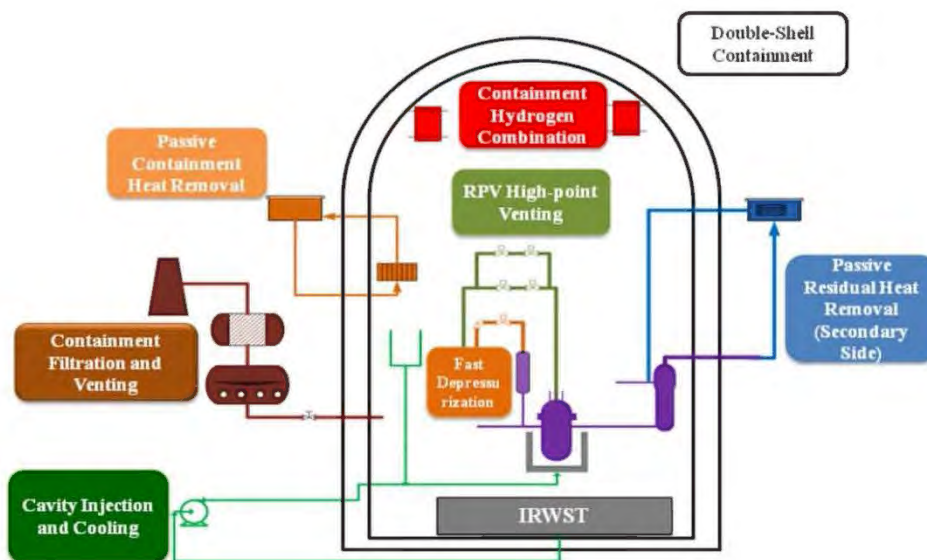 Double-Shell
Containment
Containment
Hydrogen
Combination
Passive
Containment
Heat Removal
RPV High-point
Venting
Passive
Residual Heat
Removal
(Secondary
Side)
Containment
Filtration and
Venting
Fast
Depressu
rization
Cavity Injection
and Cooling
IRWST